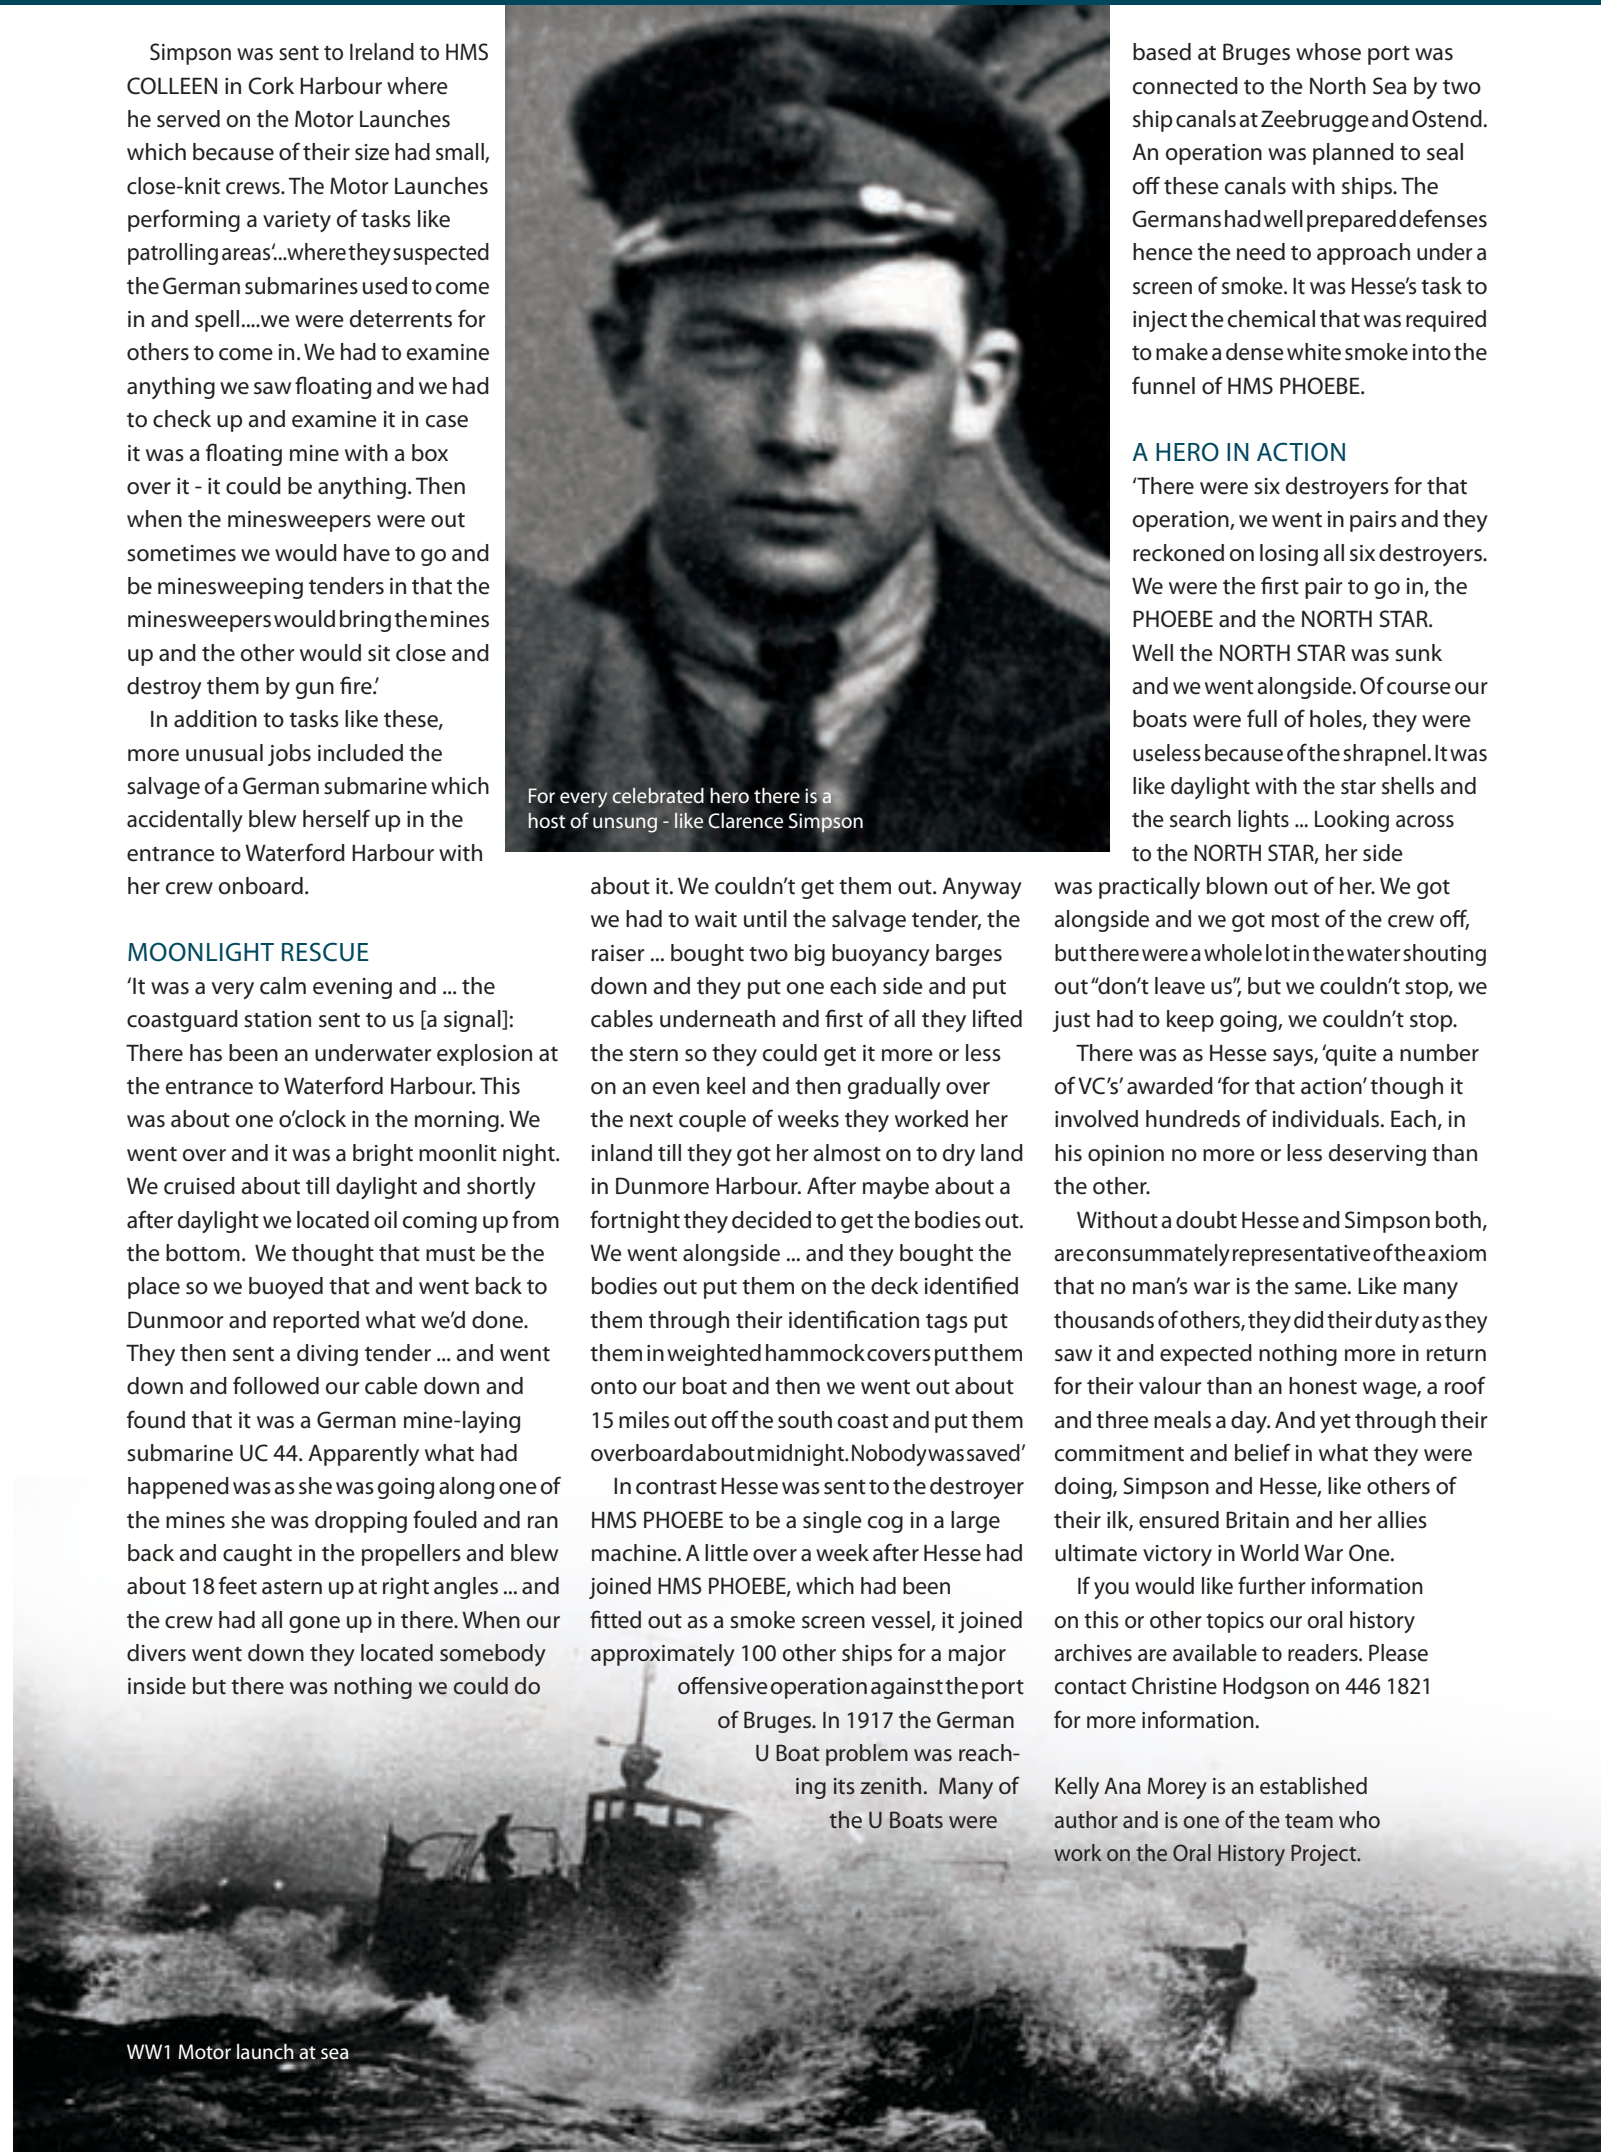 Simpson was sent to Ireland to HMS
COLLEEN in Cork Harbour where
he served on the Motor Launches
which because of their size had small,
close-knit crews. The Motor Launches
performing a variety of tasks like
patrolling areas‘...where they suspected
the German submarines used to come
in and spell....we were deterrents for
others to come in. We had to examine
anything we saw floating and we had
to check up and examine it in case
it was a floating mine with a box
over it - it could be anything. Then
when the minesweepers were out
sometimes we would have to go and
be minesweeping tenders in that the
minesweepers would bring the mines
up and the other would sit close and
destroy them by gun fire.’
In addition to tasks like these,
more unusual jobs included the
salvage of a German submarine which
accidentally blew herself up in the
entrance to Waterford Harbour with
her crew onboard.
MOONLIGHT RESCUE
‘It was a very calm evening and ... the
coastguard station sent to us [a signal]:
There has been an underwater explosion at
the entrance to Waterford Harbour. This
was about one o’clock in the morning. We
went over and it was a bright moonlit night.
We cruised about till daylight and shortly
after daylight we located oil coming up from
the bottom.  We thought that must be the
place so we buoyed that and went back to
Dunmoor and reported what we’d done.
They then sent a diving tender ... and went
down and followed our cable down and
found that it was a German mine-laying
submarine UC 44. Apparently what had
happened was as she was going along one of
the mines she was dropping fouled and ran
back and caught in the propellers and blew
about 18 feet astern up at right angles ... and
the crew had all gone up in there. When our
divers went down they located somebody
inside but there was nothing we could do
For every celebrated hero there is a
host of unsung - like Clarence Simpson
about it. We couldn’t get them out. Anyway
we had to wait until the salvage tender, the
raiser ... bought two big buoyancy barges
down and they put one each side and put
cables underneath and first of all they lifted
the stern so they could get it more or less
on an even keel and then gradually over
the next couple of weeks they worked her
inland till they got her almost on to dry land
in Dunmore Harbour. After maybe about a
fortnight they decided to get the bodies out.
We went alongside ... and they bought the
bodies out put them on the deck identified
them through their identification tags put
them in weighted hammock covers put them
onto our boat and then we went out about
15 miles out off the south coast and put them
overboard about midnight. Nobody was saved’
In contrast Hesse was sent to the destroyer
HMS PHOEBE to be a single cog in a large
machine. A little over a week after Hesse had
joined HMS PHOEBE, which had been
fitted out as a smoke screen vessel, it joined
approximately 100 other ships for a major
offensive operation against the port
of Bruges. In 1917 the German
U Boat problem was reach-
ing its zenith.  Many of
the U Boats were
based at Bruges whose port was
connected to the North Sea by two
ship canals at Zeebrugge and Ostend.
An operation was planned to seal
off these canals with ships. The
Germans had well prepared defenses
hence the need to approach under a
screen of smoke. It was Hesse’s task to
inject the chemical that was required
to make a dense white smoke into the
funnel of HMS PHOEBE.
A HERO IN ACTION
‘There were six destroyers for that
operation, we went in pairs and they
reckoned on losing all six destroyers.
We were the first pair to go in, the
PHOEBE and the NORTH STAR.
Well the NORTH STAR was sunk
and we went alongside. Of course our
boats were full of holes, they were
useless because of the shrapnel. It was
like daylight with the star shells and
the search lights ... Looking across
to the NORTH STAR, her side
was practically blown out of her. We got
alongside and we got most of the crew off,
but there were a whole lot in the water shouting
out “don’t leave us”, but we couldn’t stop, we
just had to keep going, we couldn’t stop.
There was as Hesse says, ‘quite a number
of VC’s’ awarded ‘for that action’ though it
involved hundreds of individuals. Each, in
his opinion no more or less deserving than
the other.
Without a doubt Hesse and Simpson both,
are consummately representative of the axiom
that no man’s war is the same. Like many
thousands of others, they did their duty as they
saw it and expected nothing more in return
for their valour than an honest wage, a roof
and three meals a day. And yet through their
commitment and belief in what they were
doing, Simpson and Hesse, like others of
their ilk, ensured Britain and her allies
ultimate victory in World War One.
If you would like further information
on this or other topics our oral history
archives are available to readers. Please
contact Christine Hodgson on 446 1821
for more information.
Kelly Ana Morey is an established
author and is one of the team who
work on the Oral History Project.
WW1 Motor launch at sea